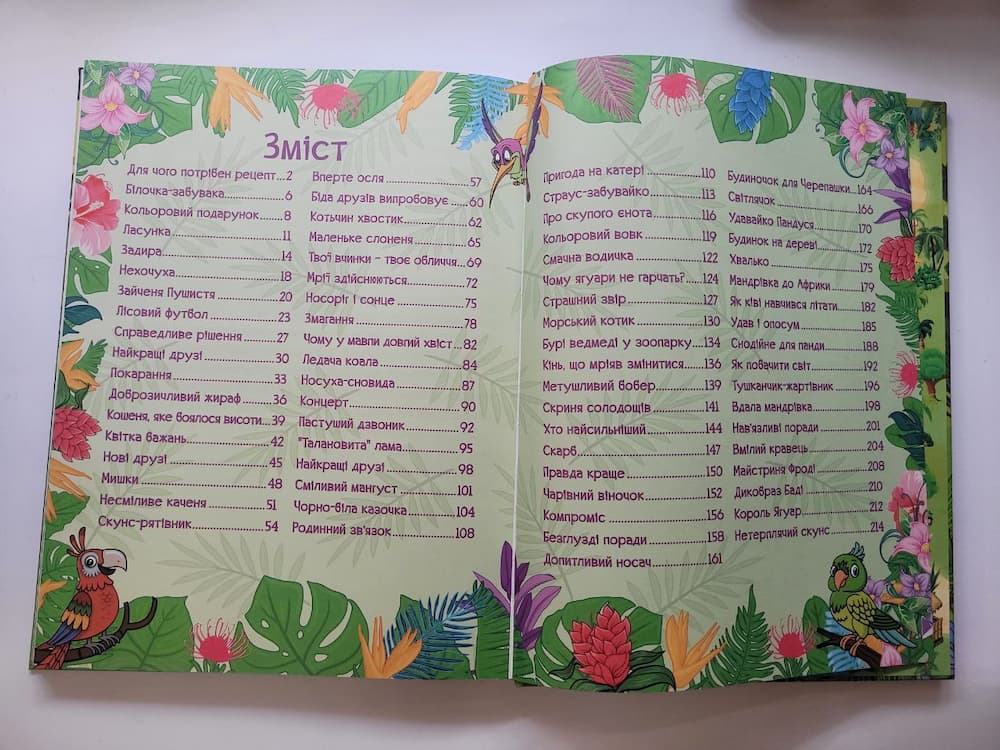 Зміст
Для чого потрібен рецепт...2
Білочка-забувака.......6
Кольоровий подарунок.......8
Ласунка.......11
Задира.......14
Нехочуха.......18
Зайченя Пушистя.......20
Лісовий футбол.......23
Справедливе рішення.......27
Найкращі друзі.......30
Покарання.......33
Доброзичливий жираф.......36
Кошеня, яке боялося висоти...39
Квітка бажань.......42
Нові друзі.......45
Мишки.......48
Несміливе каченя.......51
Скунс-рятівник.......54
Вперте осля.......57
Біда друзів випробовує.......60
Котьчин хвостик.......62
Маленьке слоненя.......65
Твої вчинки - твоє обличчя...69
Мрії здійснюються.......72
Носоріг і сонце.......75
Змагання.......78
Чому у мавпи довгий хвіст...82
Ледача коала.......84
Носуха-сновида.......87
Концерт.......90
Пастуший дзвоник.......92
"Талановита" лама.......95
Найкращі друзі.......98
Сміливий мангуст.......101
Чорно-біла казочка.......104
Родинний зв'язок.......108
Пригода на катері.......110
Страус-забувайко.......113
Про скупого єнота.......116
Кольоровий вовк.......119
Смачна водичка.......122
Чому ягуари не гарчать?.......124
Страшний звір.......127
Морський котик.......130
Бурі ведмеді у зоопарку.......134
Кінь, що мріяв змінитися.......136
Метушливий бобер.......139
Скриня солодощів.......141
Хто найсильніший.......144
Скарб.......147
Правда краще.......150
Чарівний віночок.......152
Компроміс.......156
Безглузді поради.......158
Допитливий носач.......161
Будиночок для Черепашки...164
Світлячок.......166
Удавайко Пандуся.......170
Будинок на дереві.......172
Хвалько.......175
Мандрівка до Африки.......179
Як ківі навчився літати.......182
Удав і опосум.......185
Снодійне для панди.......188
Як побачити світ.......192
Тушканчик-жартівник.......196
Вдала мандрівка.......198
Нав'язливі поради.......201
Вмілий кравець.......204
Майстриня Фроді.......208
Дикобраз Баді.......210
Король Ягуар.......212
Нетерплячий скунс.......214